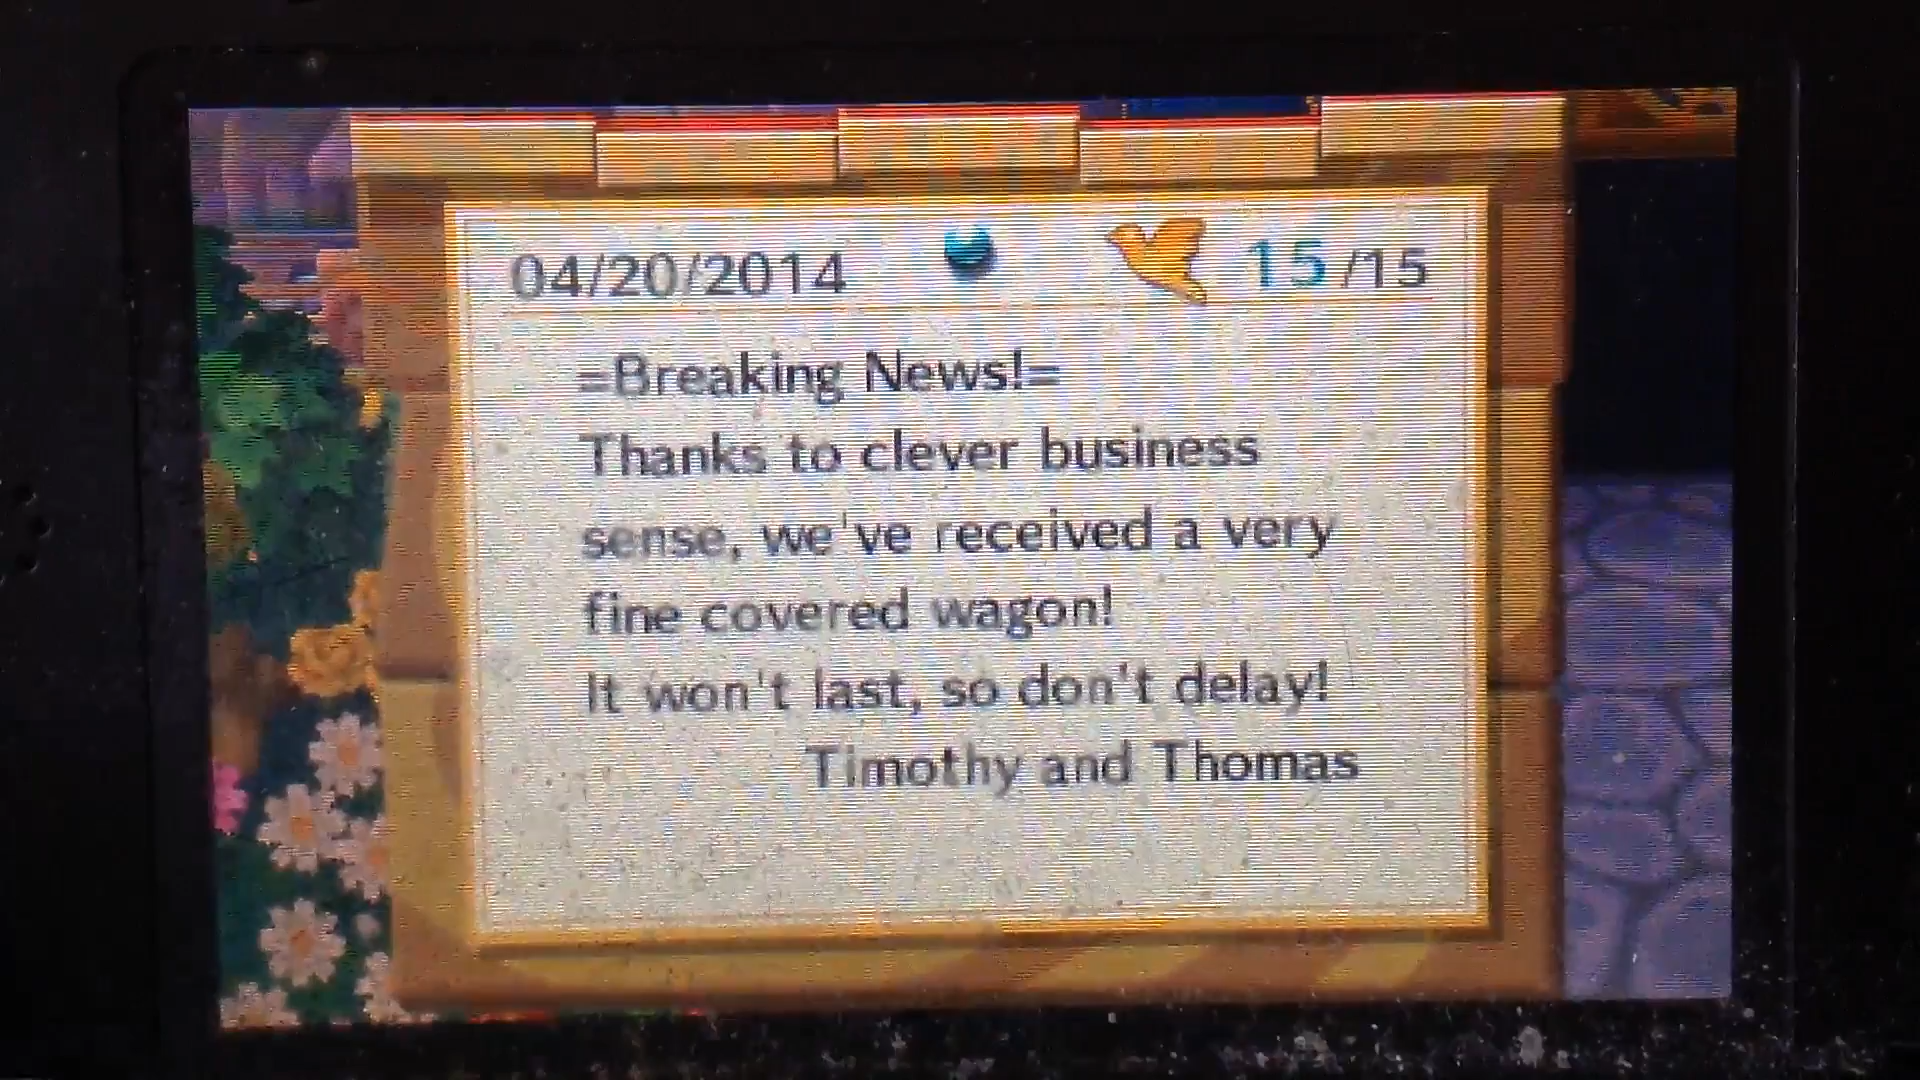 04/20/2014 15/15
=Breaking News!=
Thanks to clever business
sense, we've received a very
fine covered wagon!
It won't last, so don't delay!
Timothy and Thomas